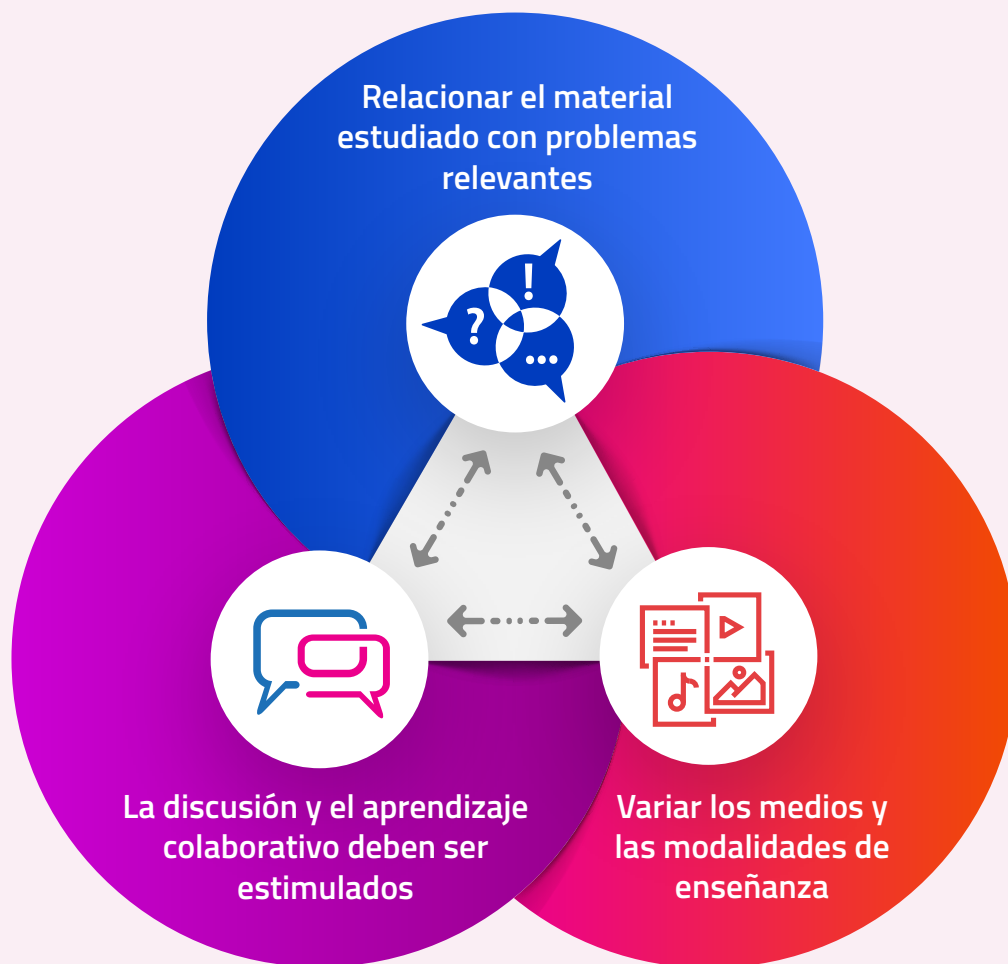 Relacionar el material
estudiado con problemas
relevantes
!
?
...
La discusión y el aprendizaje
colaborativo deben ser
estimulados
Variar los medios y
las modalidades de
enseñanza